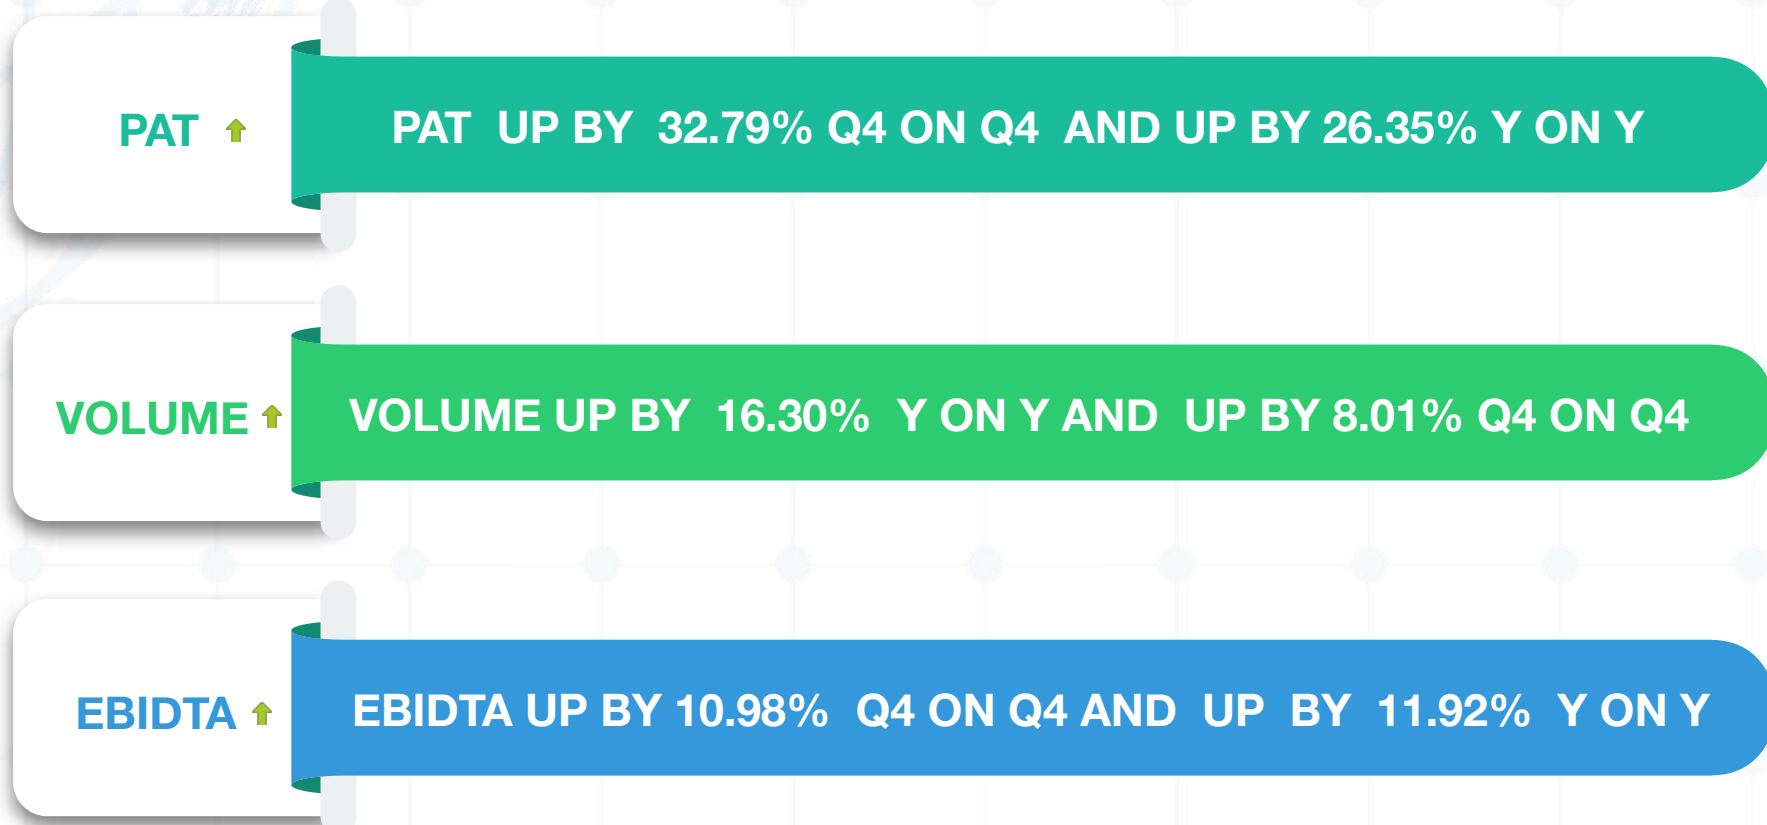 PAT
PAT UP BY 32.79% Q4 ON Q4 AND UP BY 26.35% Y ON Y
VOLUME
VOLUME UP BY 16.30% Y ON Y AND UP BY 8.01% Q4 ON Q4
EBIDTA
EBIDTA UP BY 10.98% Q4 ON Q4 AND UP BY 11.92% Y ON Y